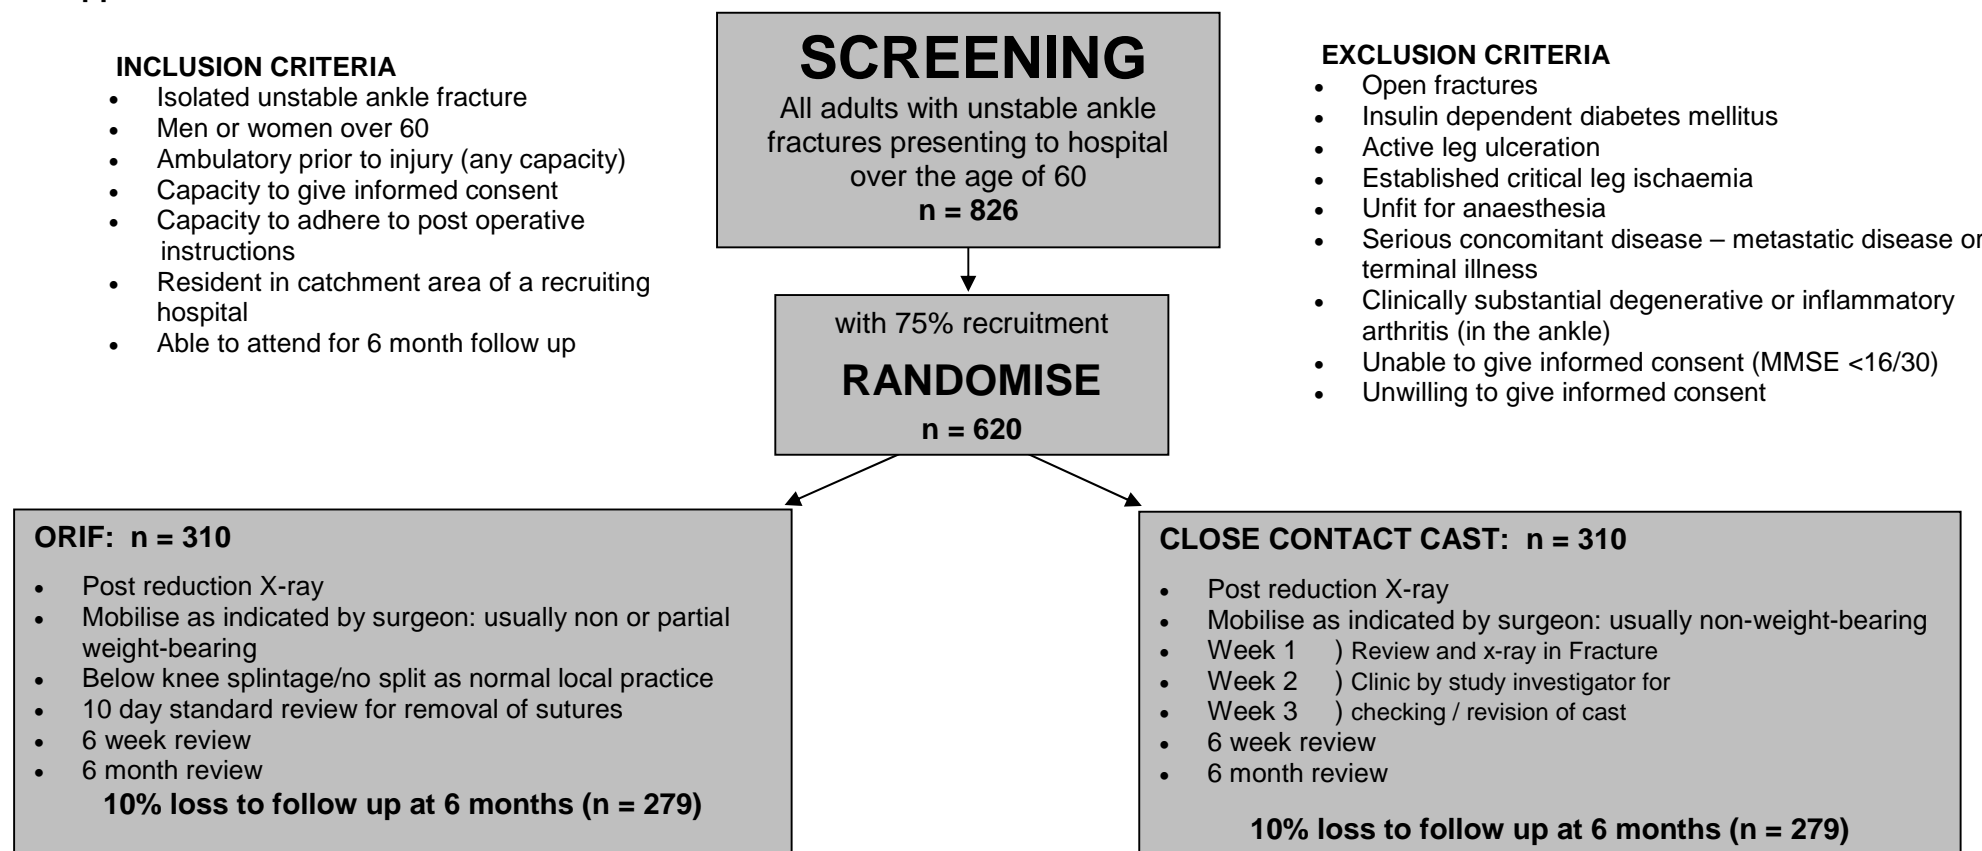 INCLUSION CRITERIA
• Isolated unstable ankle fracture
• Men or women over 60
• Ambulatory prior to injury (any capacity)
• Capacity to give informed consent
• Capacity to adhere to post operative
instructions
• Resident in catchment area of a recruiting
hospital
• Able to attend for 6 month follow up
SCREENING
All adults with unstable ankle
fractures presenting to hospital
over the age of 60
n = 826
EXCLUSION CRITERIA
• Open fractures
• Insulin dependent diabetes mellitus
• Active leg ulceration
• Established critical leg ischaemia
• Unfit for anaesthesia
• Serious concomitant disease – metastatic disease or
terminal illness
• Clinically substantial degenerative or inflammatory
arthritis (in the ankle)
• Unable to give informed consent (MMSE <16/30)
• Unwilling to give informed consent
with 75% recruitment
RANDOMISE
n = 620
ORIF: n = 310
• Post reduction X-ray
• Mobilise as indicated by surgeon: usually non or partial
weight-bearing
• Below knee splintage/no split as normal local practice
• 10 day standard review for removal of sutures
• 6 week review
• 6 month review
10% loss to follow up at 6 months (n = 279)
CLOSE CONTACT CAST: n = 310
• Post reduction X-ray
• Mobilise as indicated by surgeon: usually non-weight-bearing
• Week 1 ) Review and x-ray in Fracture
• Week 2 ) Clinic by study investigator for
• Week 3 ) checking / revision of cast
• 6 week review
• 6 month review
10% loss to follow up at 6 months (n = 279)